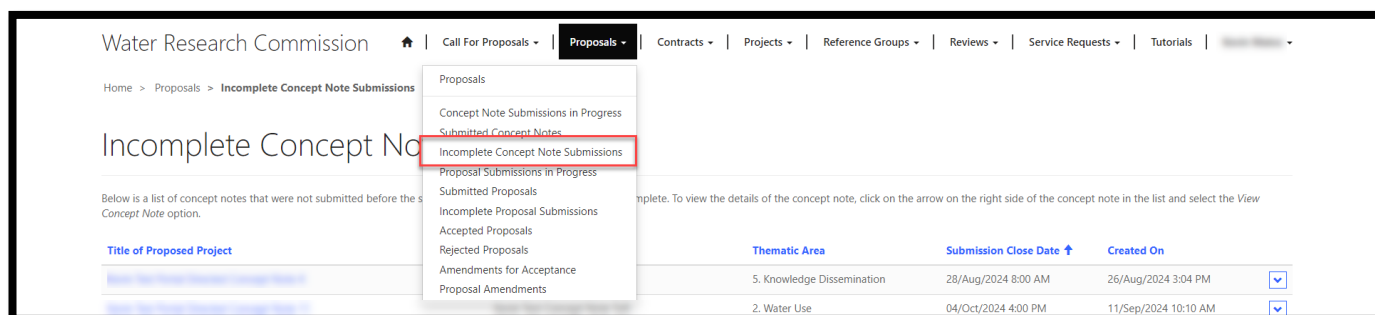 Water Research Commission | Call For Proposals | Proposals | Contracts | Projects | Reference Groups | Reviews | Service Requests | Tutorials |
Home > Proposals > Incomplete Concept Note Submissions
Proposals
Concept Note Submissions in Progress
Submitted Concept Notes
Incomplete Concept Note Submissions
Proposal Submissions in Progress
Submitted Proposals
Incomplete Proposal Submissions
Accepted Proposals
Rejected Proposals
Amendments for Acceptance
Proposal Amendments
Incomplete Concept No
Below is a list of concept notes that were not submitted before the s mplete. To view the details of the concept note, click on the arrow on the right side of the concept note in the list and select the View
Concept Note option.
Title of Proposed Project Thematic Area Submission Close Date Created On
5. Knowledge Dissemination 28/Aug/2024 8:00 AM 26/Aug/2024 3:04 PM
2. Water Use 04/Oct/2024 4:00 PM 11/Sep/2024 10:10 AM